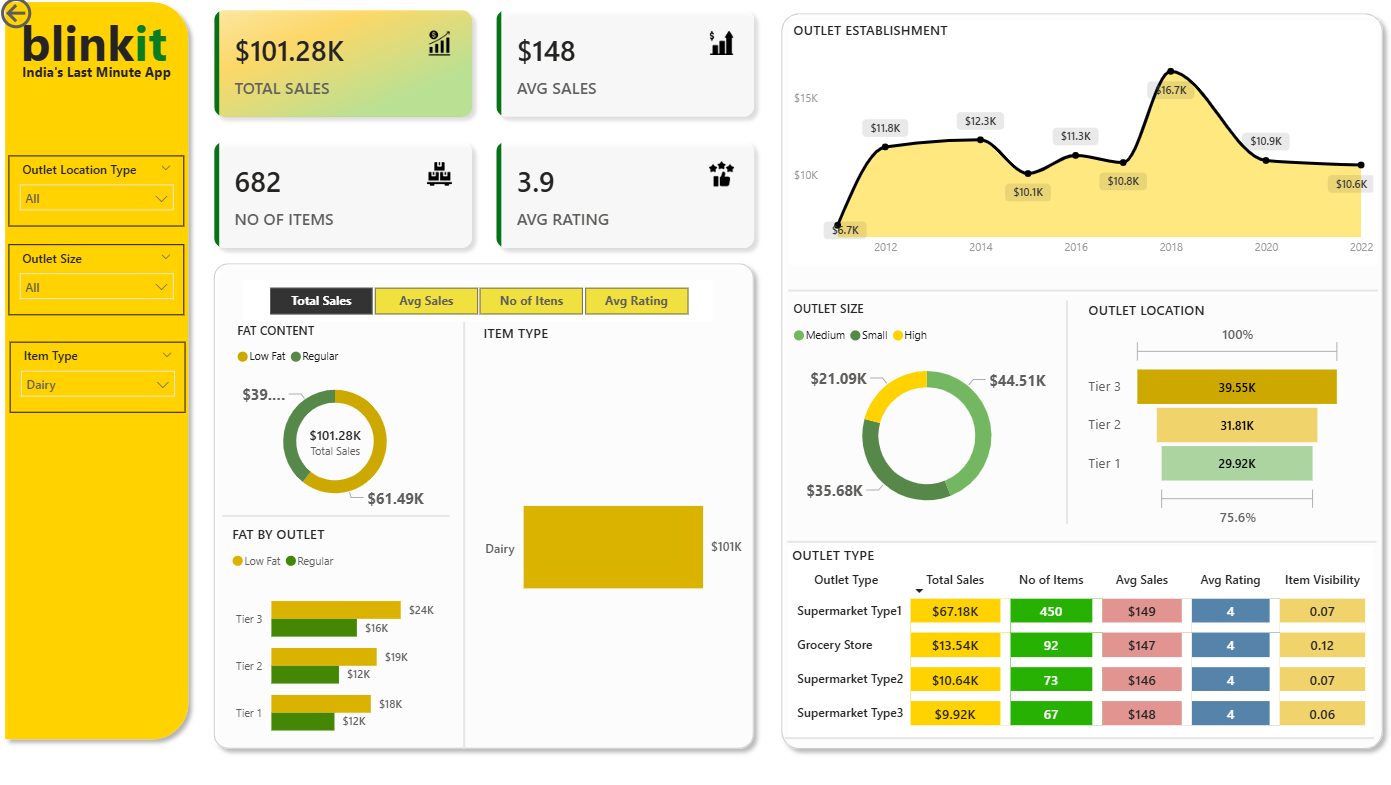 blinkit
India's Last Minute App
Outlet Location Type
All
Outlet Size
All
Item Type
Dairy
$101.28K
TOTAL SALES
$148
AVG SALES
682
NO OF ITEMS
3.9
AVG RATING
Total Sales Avg Sales No of Itens Avg Rating
FAT CONTENT
Low Fat Regular
$39....
$101.28K
Total Sales
$61.49K
FAT BY OUTLET
Low Fat Regular
Tier 3 $24K
$16K
Tier 2 $19K
$12K
Tier 1 $18K
$12K
ITEM TYPE
Dairy $101K
OUTLET ESTABLISHMENT
$15K
$10K
$6.7K
$11.8K
$12.3K
$10.1K
$11.3K
$10.8K
$16.7K
$10.9K
$10.6K
2012 2014 2016 2018 2020 2022
OUTLET SIZE
Medium Small High
$21.09K
$44.51K
$35.68K
OUTLET LOCATION
100%
Tier 3 39.55K
Tier 2 31.81K
Tier 1 29.92K
75.6%
OUTLET TYPE
Outlet Type Total Sales No of Items Avg Sales Avg Rating Item Visibility
Supermarket Type1 $67.18K 450 $149 4 0.07
Grocery Store $13.54K 92 $147 4 0.12
Supermarket Type2 $10.64K 73 $146 4 0.07
Supermarket Type3 $9.92K 67 $148 4 0.06